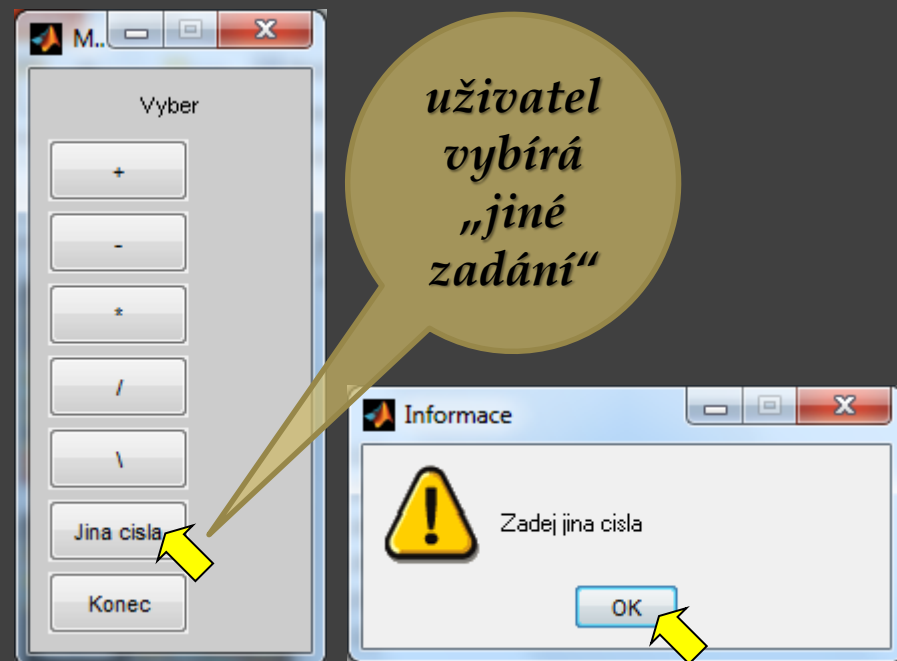 M..
Vyber
+
-
*
/
\
Jina cisla
Konec
uživatel
vybírá
„jiné
zadání“
Informace
Zadej jina cisla
OK